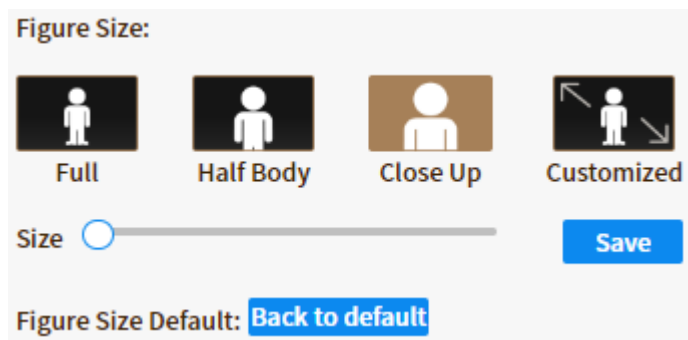 Figure Size:
Full Half Body Close Up Customized
Size Save
Figure Size Default: Back to default